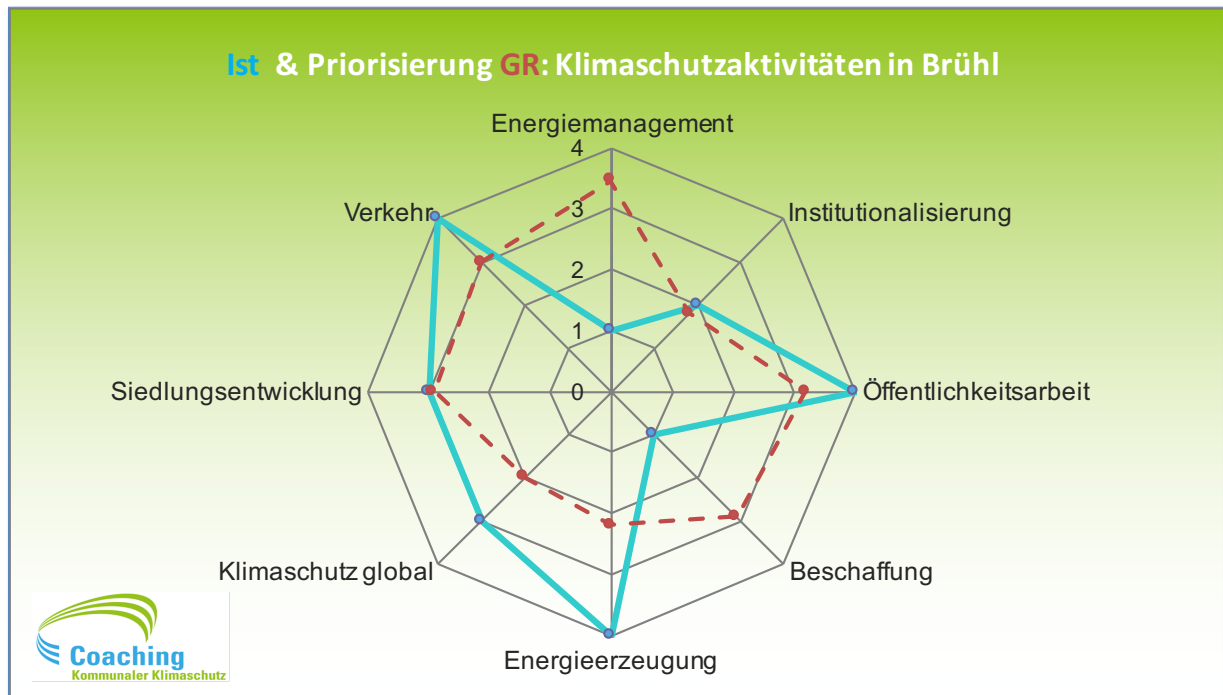 Ist & Priorisierung GR: Klimaschutzaktivitäten in Brühl
Energiemanagement
4
Verkehr
3
Institutionalisierung
2
1
Siedlungsentwicklung
0
Öffentlichkeitsarbeit
Klimaschutz global
Beschaffung
Energieerzeugung
Coaching
Kommunaler Klimaschutz